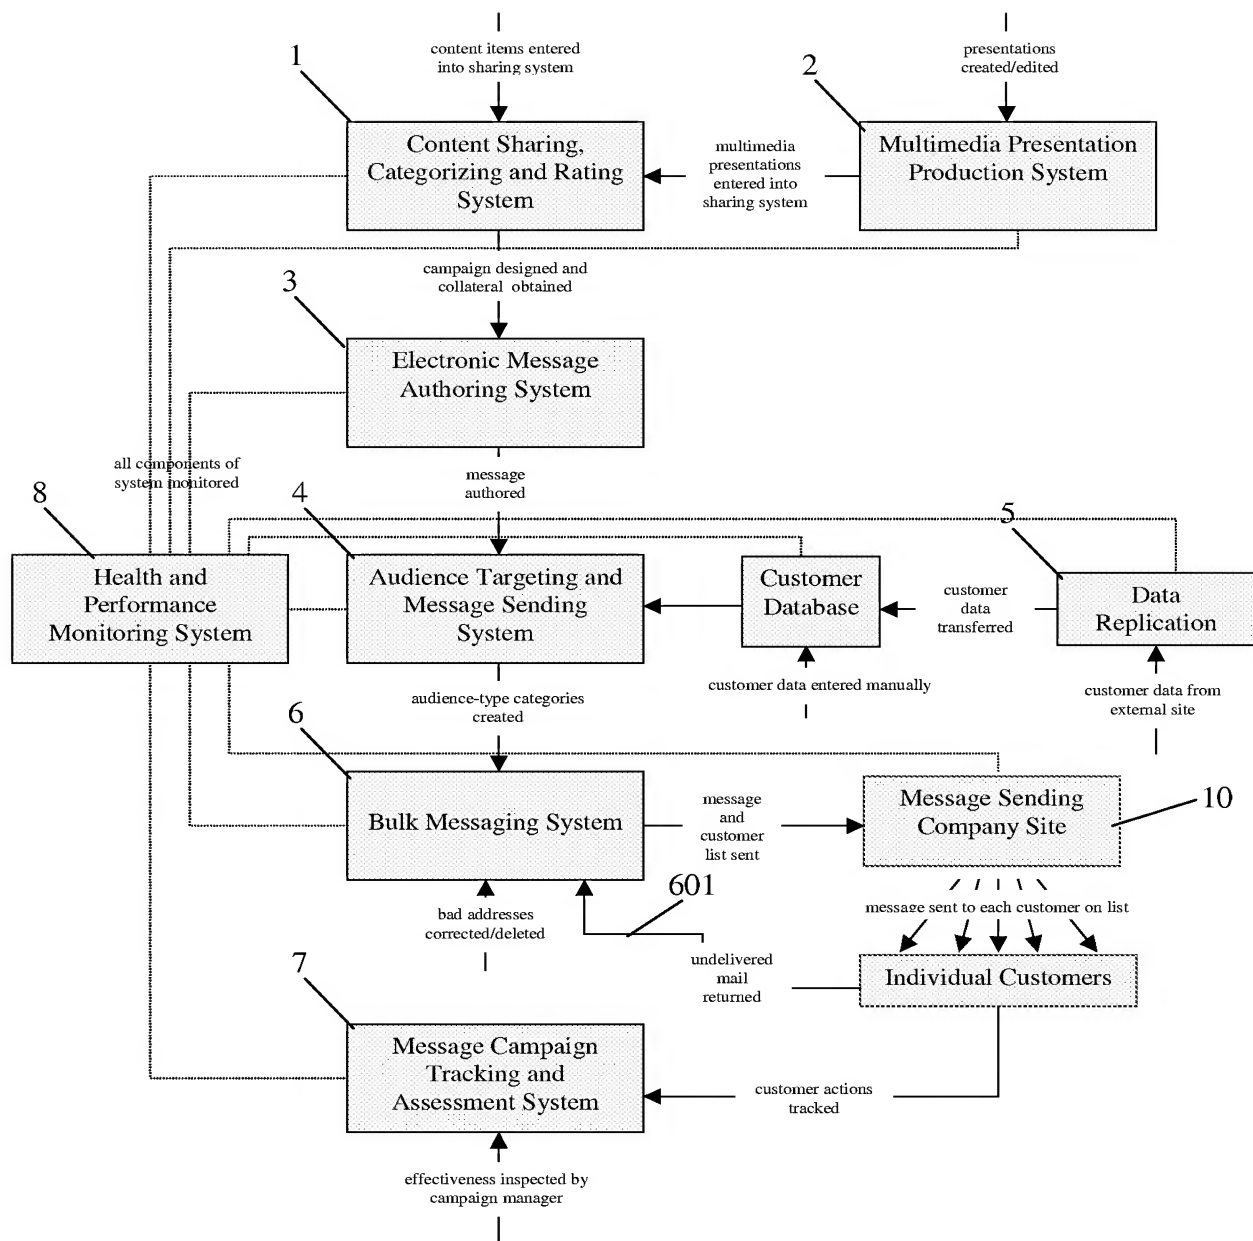 content items entered
into sharing system
presentations
created/edited
1
2
Content Sharing,
Categorizing and Rating
System
multimedia
presentations
entered into
sharing system
Multimedia Presentation
Production System
campaign designed and
collateral obtained
3
Electronic Message
Authoring System
all components of
system monitored
message
authored
8
4
5
Health and
Performance
Monitoring System
Audience Targeting and
Message Sending
System
Customer
Database
customer
data
transferred
Data
Replication
audience-type categories
created
customer data entered manually
customer data from
external site
6
Bulk Messaging System
message
and
customer
list sent
Message Sending
Company Site
10
601
bad addresses
corrected/deleted
message sent to each customer on list
undelivered
mail
returned
Individual Customers
7
Message Campaign
Tracking and
Assessment System
customer actions
tracked
effectiveness inspected by
campaign manager